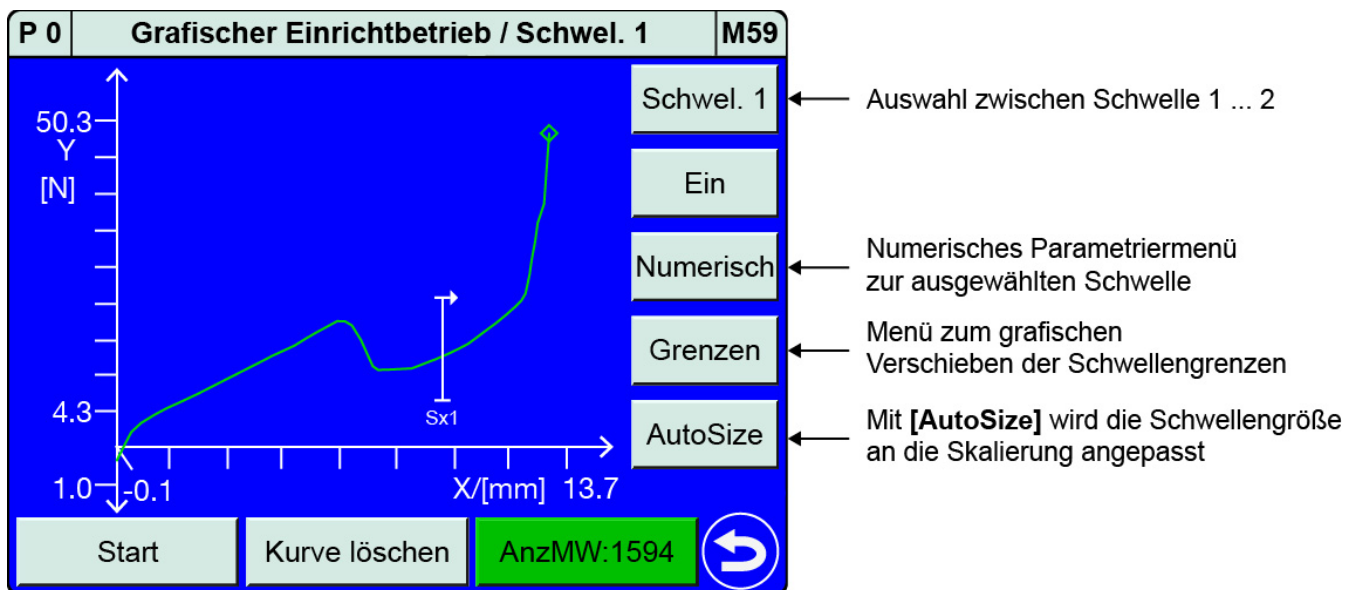 P 0
Grafischer Einrichtbetrieb / Schwel. 1
M59
50.3
Y
[N]
4.3
1.0
-0.1
X/[mm]
13.7
Sx1
Schwel. 1
Auswahl zwischen Schwelle 1 ... 2
Ein
Numerisch
Numerisches Parametriermenü
zur ausgewählten Schwelle
Grenzen
Menü zum grafischen
Verschieben der Schwellengrenzen
AutoSize
Mit [AutoSize] wird die Schwellengröße
an die Skalierung angepasst
Start
Kurve löschen
AnzMW:1594